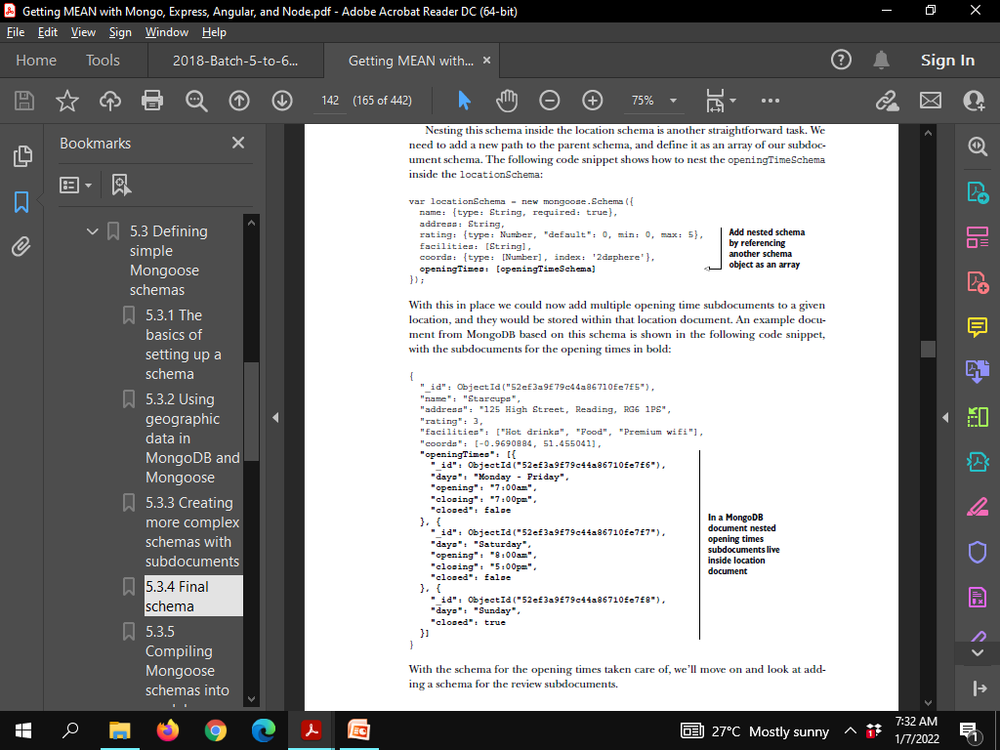 Getting MEAN with Mongo, Express, Angular, and Node.pdf - Adobe Acrobat Reader DC (64-bit)
File Edit View Sign Window Help
Home Tools 2018-Batch-5-to-6... Getting MEAN with... × Sign In
142 (165 of 442) 75%
Bookmarks
5.3 Defining
simple
Mongoose
schemas
5.3.1 The
basics of
setting up a
schema
5.3.2 Using
geographic
data in
MongoDB and
Mongoose
5.3.3 Creating
more complex
schemas with
subdocuments
5.3.4 Final
schema
5.3.5
Compiling
Mongoose
schemas into
Nesting this schema inside the location schema is another straightforward task. We
need to add a new path to the parent schema, and define it as an array of our subdoc-
ument schema. The following code snippet shows how to nest the openingTimeSchema
inside the locationSchema:
var locationSchema = new mongoose.Schema({
name: {type: String, required: true},
address: String,
rating: {type: Number, "default": 0, min: 0, max: 5},
facilities: [String],
coords: {type: [Number], index: '2dsphere'},
openingTimes: [openingTimeSchema]
});
Add nested schema
by referencing
another schema
object as an array
With this in place we could now add multiple opening time subdocuments to a given
location, and they would be stored within that location document. An example docu-
ment from MongoDB based on this schema is shown in the following code snippet,
with the subdocuments for the opening times in bold:
{
"_id": ObjectId("52ef3a9f79c44a86710fe7f5"),
"name": "Starcups",
"address": "125 High Street, Reading, RG6 1PS",
"rating": 3,
"facilities": ["Hot drinks", "Food", "Premium wifi"],
"coords": [-0.9690884, 51.455041],
"openingTimes": [{
"_id": ObjectId("52ef3a9f79c44a86710fe7f6"),
"days": "Monday - Friday",
"opening": "7:00am",
"closing": "7:00pm",
"closed": false
}, {
"_id": ObjectId("52ef3a9f79c44a86710fe7f7"),
"days": "Saturday",
"opening": "8:00am",
"closing": "5:00pm",
"closed": false
}, {
"_id": ObjectId("52ef3a9f79c44a86710fe7f8"),
"days": "Sunday",
"closed": true
}]
}
In a MongoDB
document nested
opening times
subdocuments live
inside location
document
With the schema for the opening times taken care of, we'll move on and look at add-
ing a schema for the review subdocuments.
27°C Mostly sunny
7:32 AM
1/7/2022
1
1